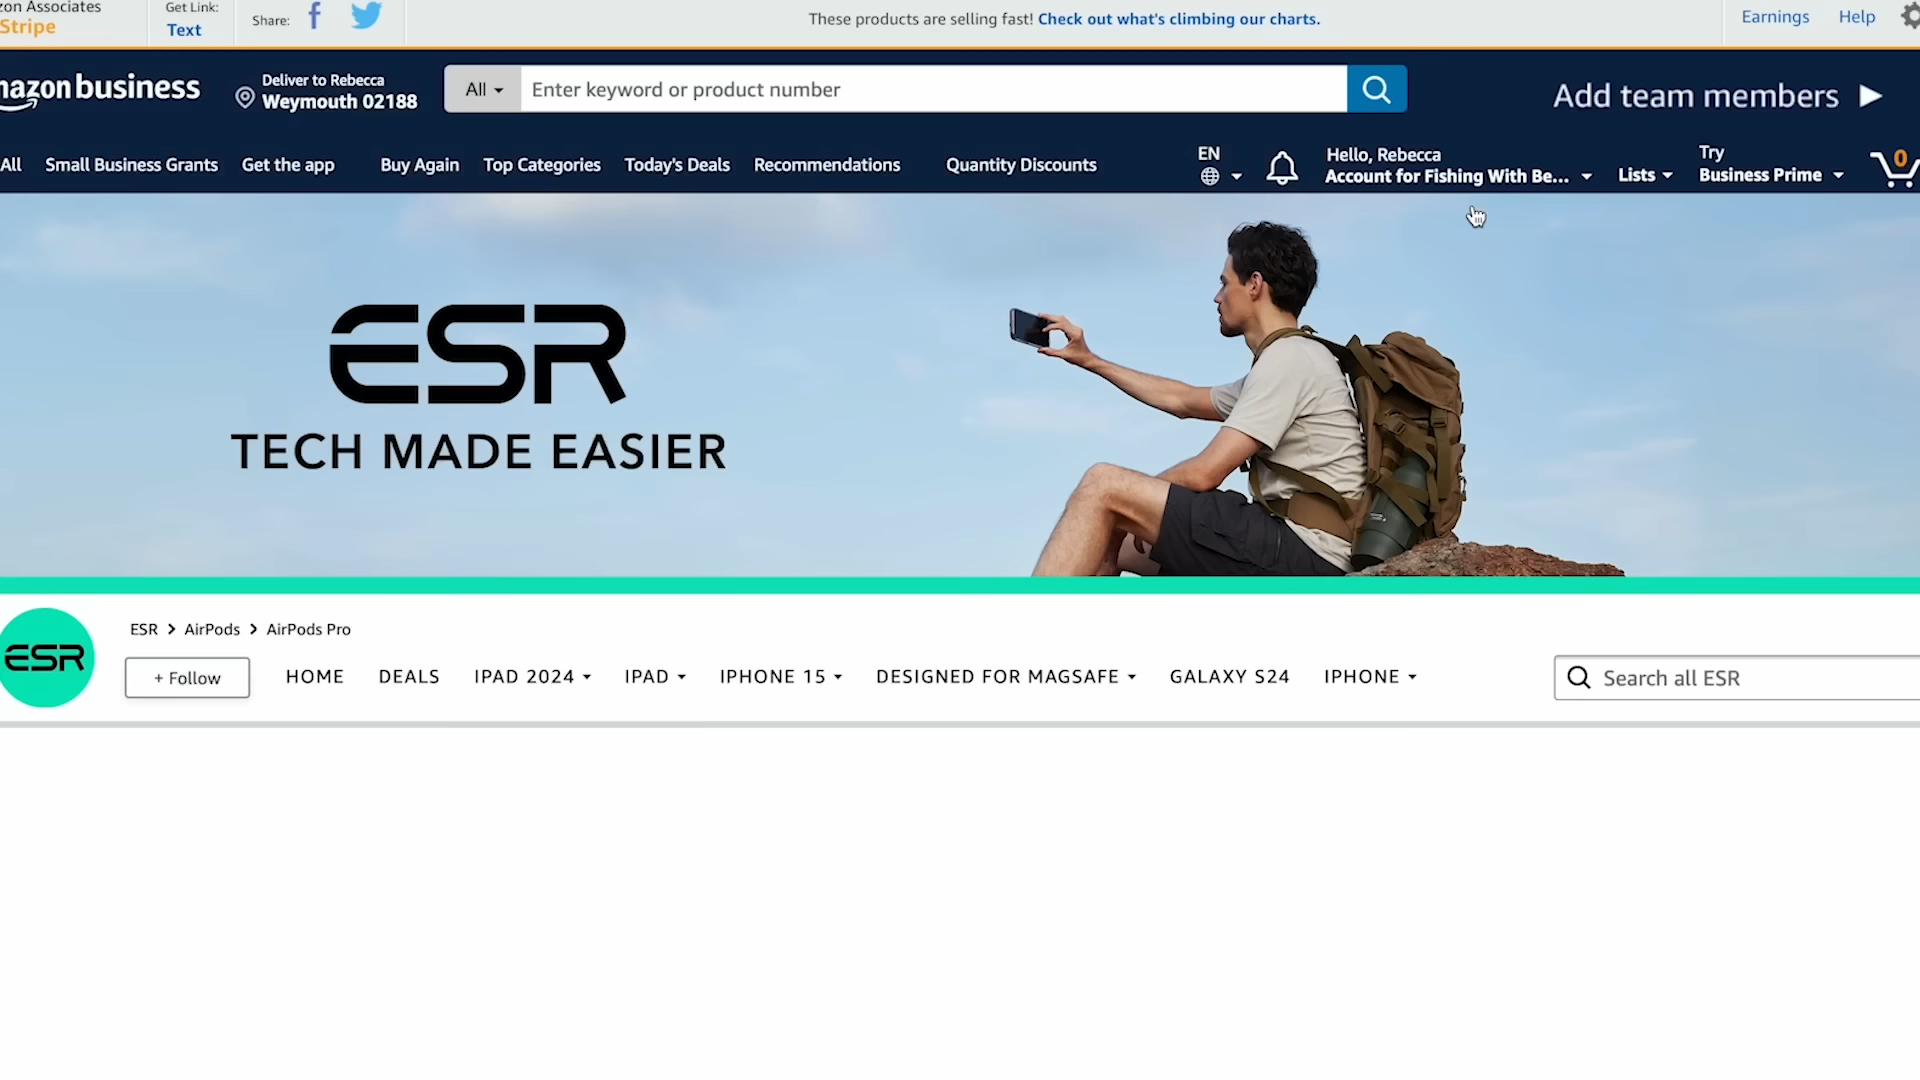 zon Associates
Stripe
Get Link:
Text
Share:
These products are selling fast! Check out what's climbing our charts.
Earnings
Help
mazon business
Deliver to Rebecca
Weymouth 02188
All
Enter keyword or product number
Add team members
All
Small Business Grants
Get the app
Buy Again
Top Categories
Today's Deals
Recommendations
Quantity Discounts
EN
Hello, Rebecca
Account for Fishing With Be...
Lists
Try
Business Prime
0
ESR
TECH MADE EASIER
ESR
ESR > AirPods > AirPods Pro
+ Follow
HOME
DEALS
IPAD 2024
IPAD
IPHONE 15
DESIGNED FOR MAGSAFE
GALAXY S24
IPHONE
Search all ESR